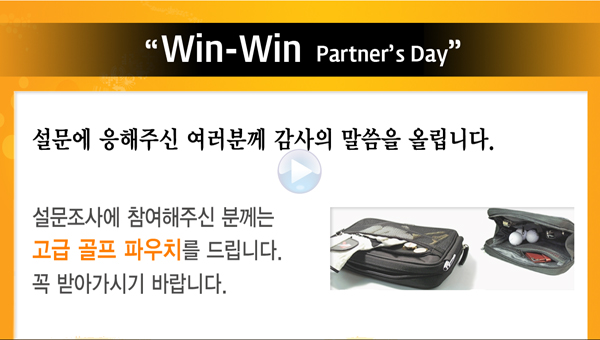 “Win-Win Partner’s Day”
설문에 응해주신 여러분께 감사의 말씀을 올립니다.
설문조사에 참여해주신 분께는
고급 골프 파우치를 드립니다.
꼭 받아가시기 바랍니다.